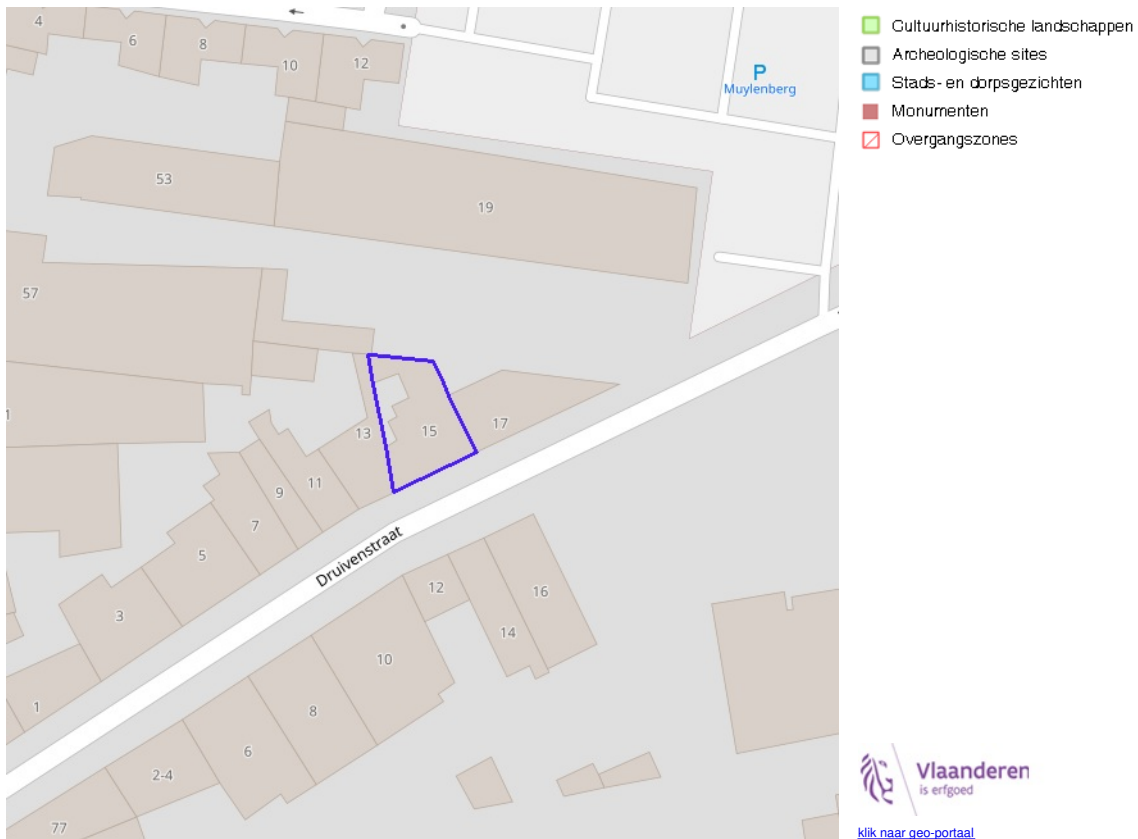 4
6
8
10
12
P
Muylenberg
53
19
57
1
13
15
17
9
11
7
5
3
1
Druivenstraat
12
14
16
10
8
6
2-4
77
Cultuurhistorische landschappen
Archeologische sites
Stads- en dorpsgezichten
Monumenten
Overgangszones
Vlaanderen
is erfgoed
klik naar geo-portaal